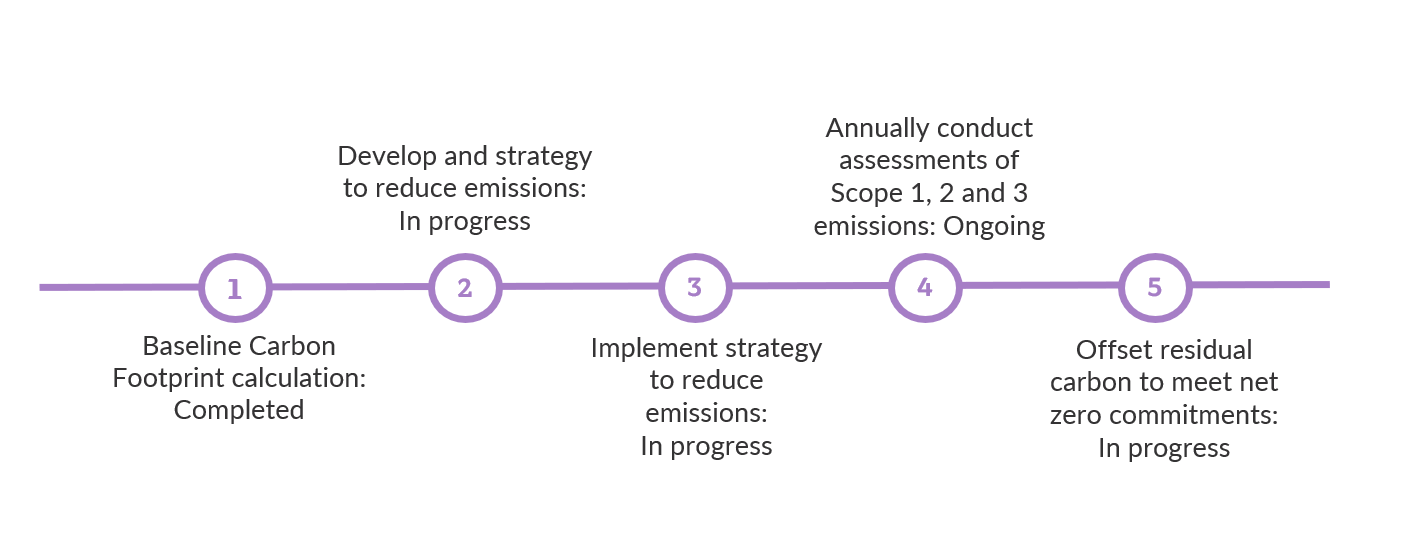 1
Baseline Carbon
Footprint calculation:
Completed
Develop and strategy
to reduce emissions:
In progress
2
3
Implement strategy
to reduce
emissions:
In progress
Annually conduct
assessments of
Scope 1, 2 and 3
emissions: Ongoing
4
5
Offset residual
carbon to meet net
zero commitments:
In progress